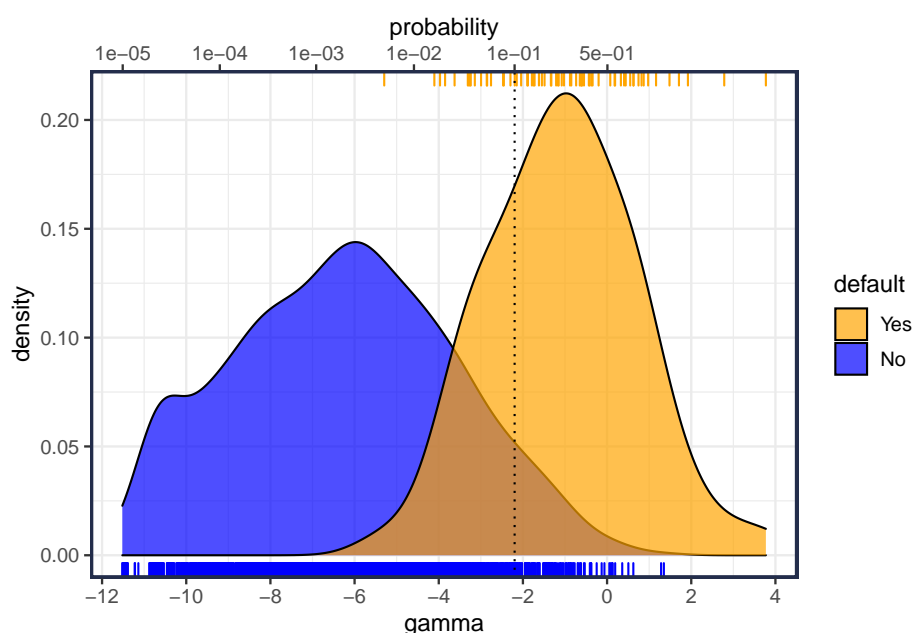 probability
1e−05 1e−04 1e−03 1e−02 1e−01 5e−01
0.20
0.15
0.10
0.05
0.00
density
−12 −10 −8 −6 −4 −2 0 2 4
gamma
default
Yes
No